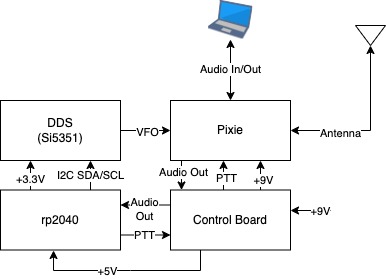 Audio In/Out
DDS
(Si5351)
VFO
Pixie
Antenna
+3.3V
I2C SDA/SCL
Audio Out
PTT
+9V
rp2040
Audio
Out
PTT
Control Board
+9V
+5V